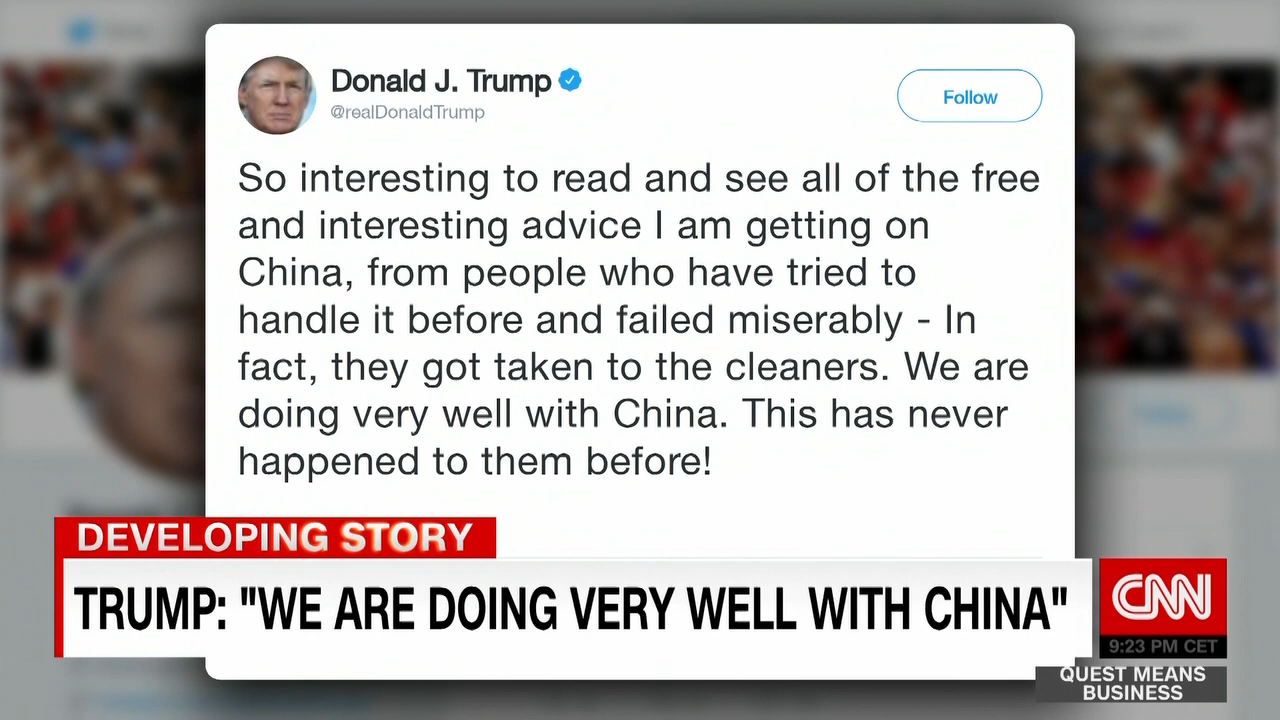 Donald J. Trump
@realDonaldTrump
Follow
So interesting to read and see all of the free
and interesting advice I am getting on
China, from people who have tried to
handle it before and failed miserably - In
fact, they got taken to the cleaners. We are
doing very well with China. This has never
happened to them before!
DEVELOPING STORY
TRUMP: "WE ARE DOING VERY WELL WITH CHINA"
CNN
9:23 PM CET
QUEST MEANS
BUSINESS